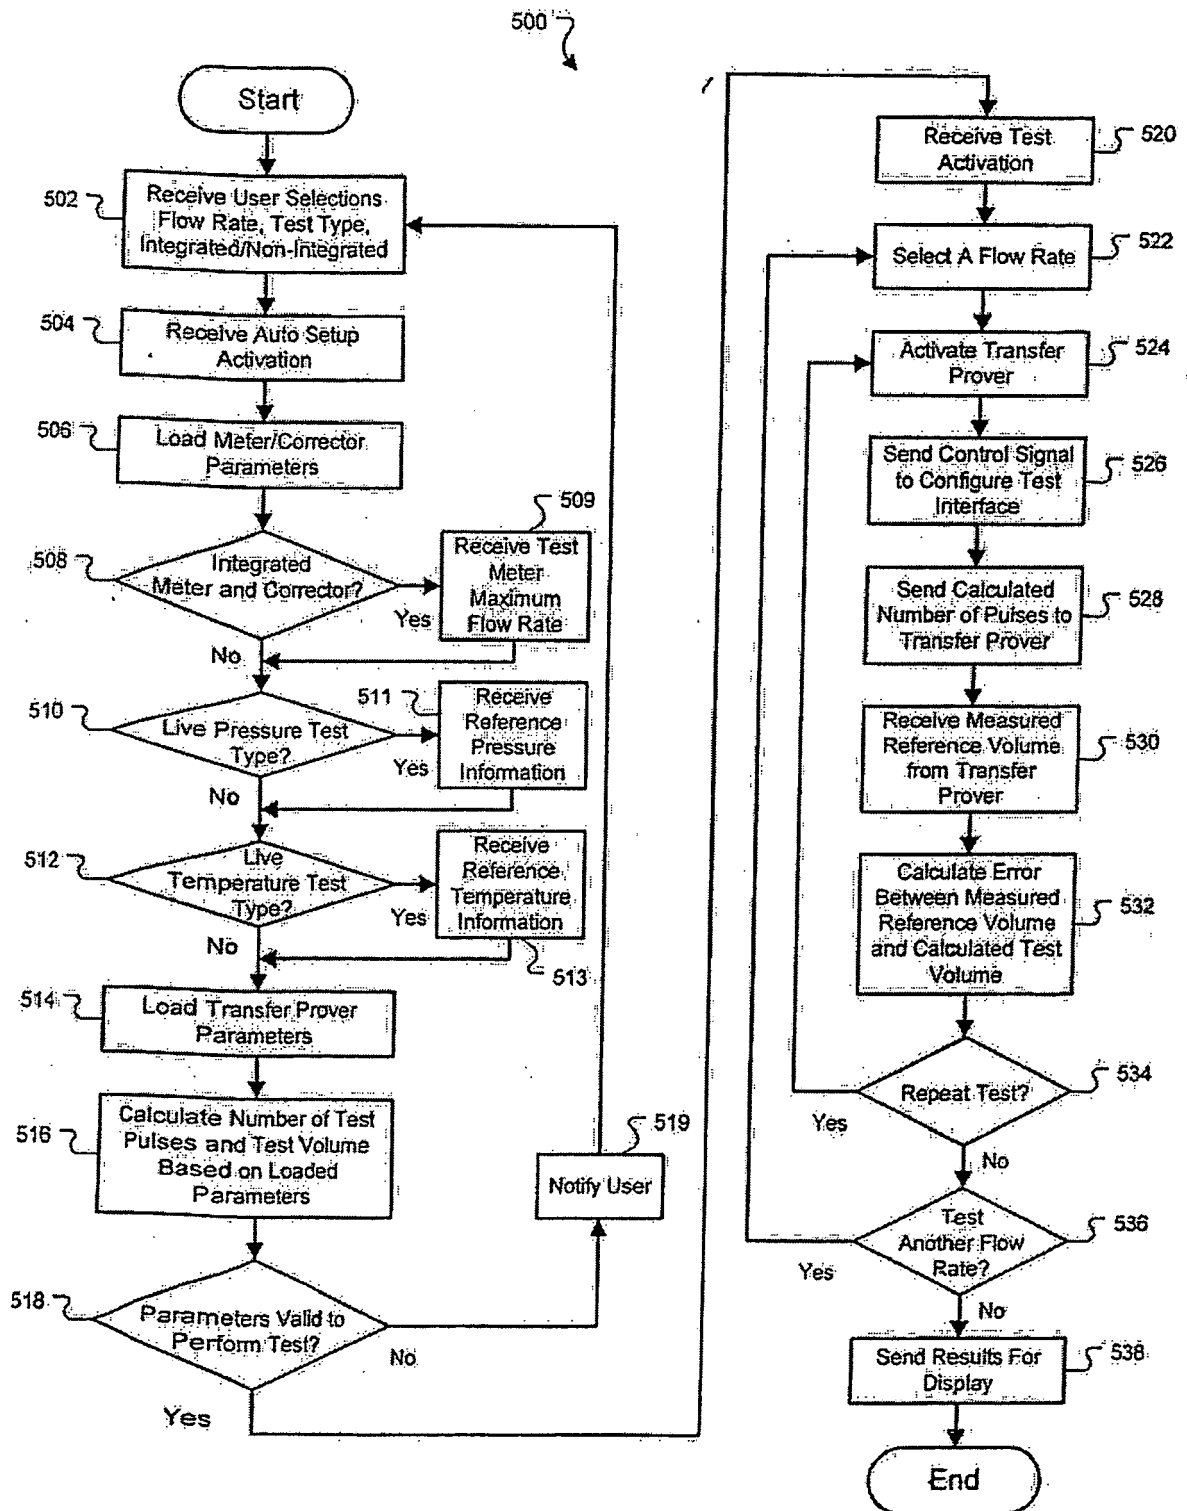 500
Start
502
Receive User Selections
Flow Rate, Test Type,
Integrated/Non-Integrated
504
Receive Auto Setup
Activation
506
Load Meter/Corrector
Parameters
508
Integrated
Meter and Corrector?
Yes
No
509
Receive Test
Meter
Maximum
Flow Rate
510
Live Pressure Test
Type?
Yes
No
511
Receive
Reference
Pressure
Information
512
Live
Temperature Test
Type?
Yes
No
Receive
Reference
Temperature
Information
513
514
Load Transfer Prover
Parameters
516
Calculate Number of Test
Pulses and Test Volume
Based on Loaded
Parameters
518
Parameters Valid to
Perform Test?
No
Yes
519
Notify User
Receive Test
Activation
520
Select A Flow Rate
522
Activate Transfer
Prover
524
Send Control Signal
to Configure Test
Interface
526
Send Calculated
Number of Pulses to
Transfer Prover
528
Receive Measured
Reference Volume
from Transfer
Prover
530
Calculate Error
Between Measured
Reference Volume
and Calculated Test
Volume
532
Repeat Test?
534
Yes
No
Test
Another Flow
Rate?
536
Yes
No
Send Results For
Display
538
End